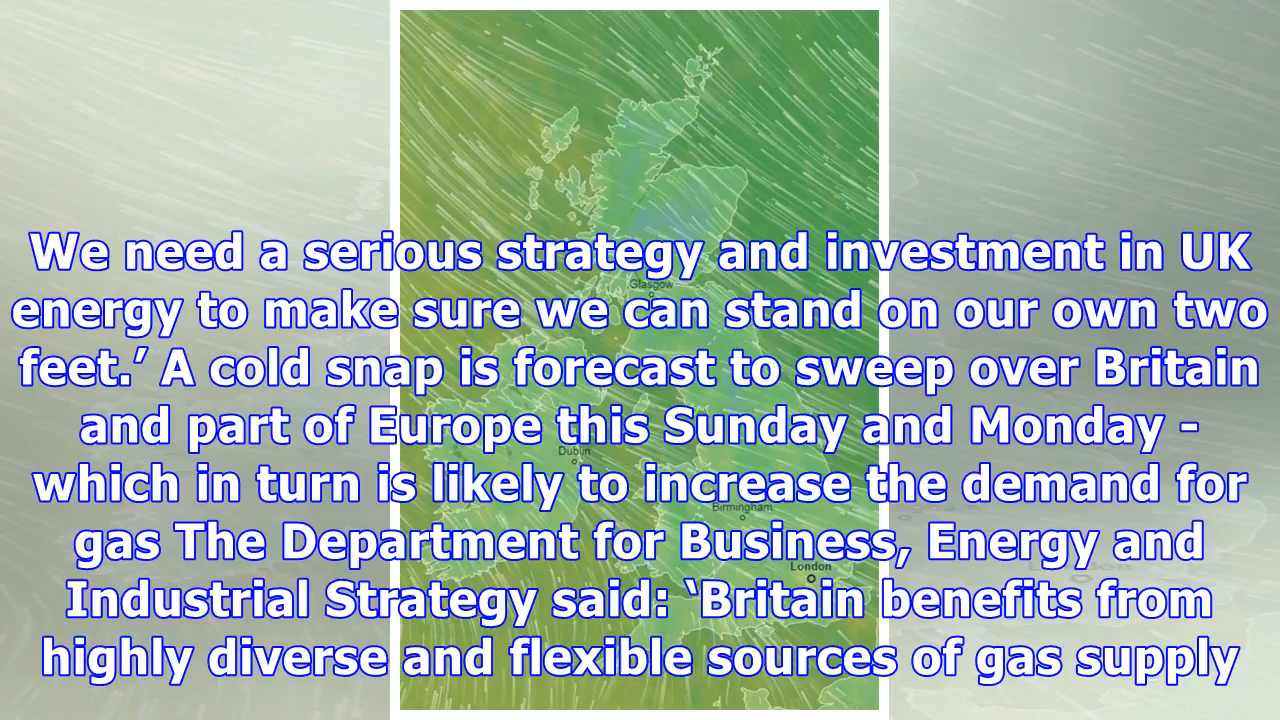 We need a serious strategy and investment in UK
Glasgow
energy to make sure we can stand on our own two
feet.’ A cold snap is forecast to sweep over Britain
and part of Europe this Sunday and Monday -
Dublin
which in turn is likely to increase the demand for
Birmingham
gas The Department for Business, Energy and
London
Industrial Strategy said: ‘Britain benefits from
highly diverse and flexible sources of gas supply